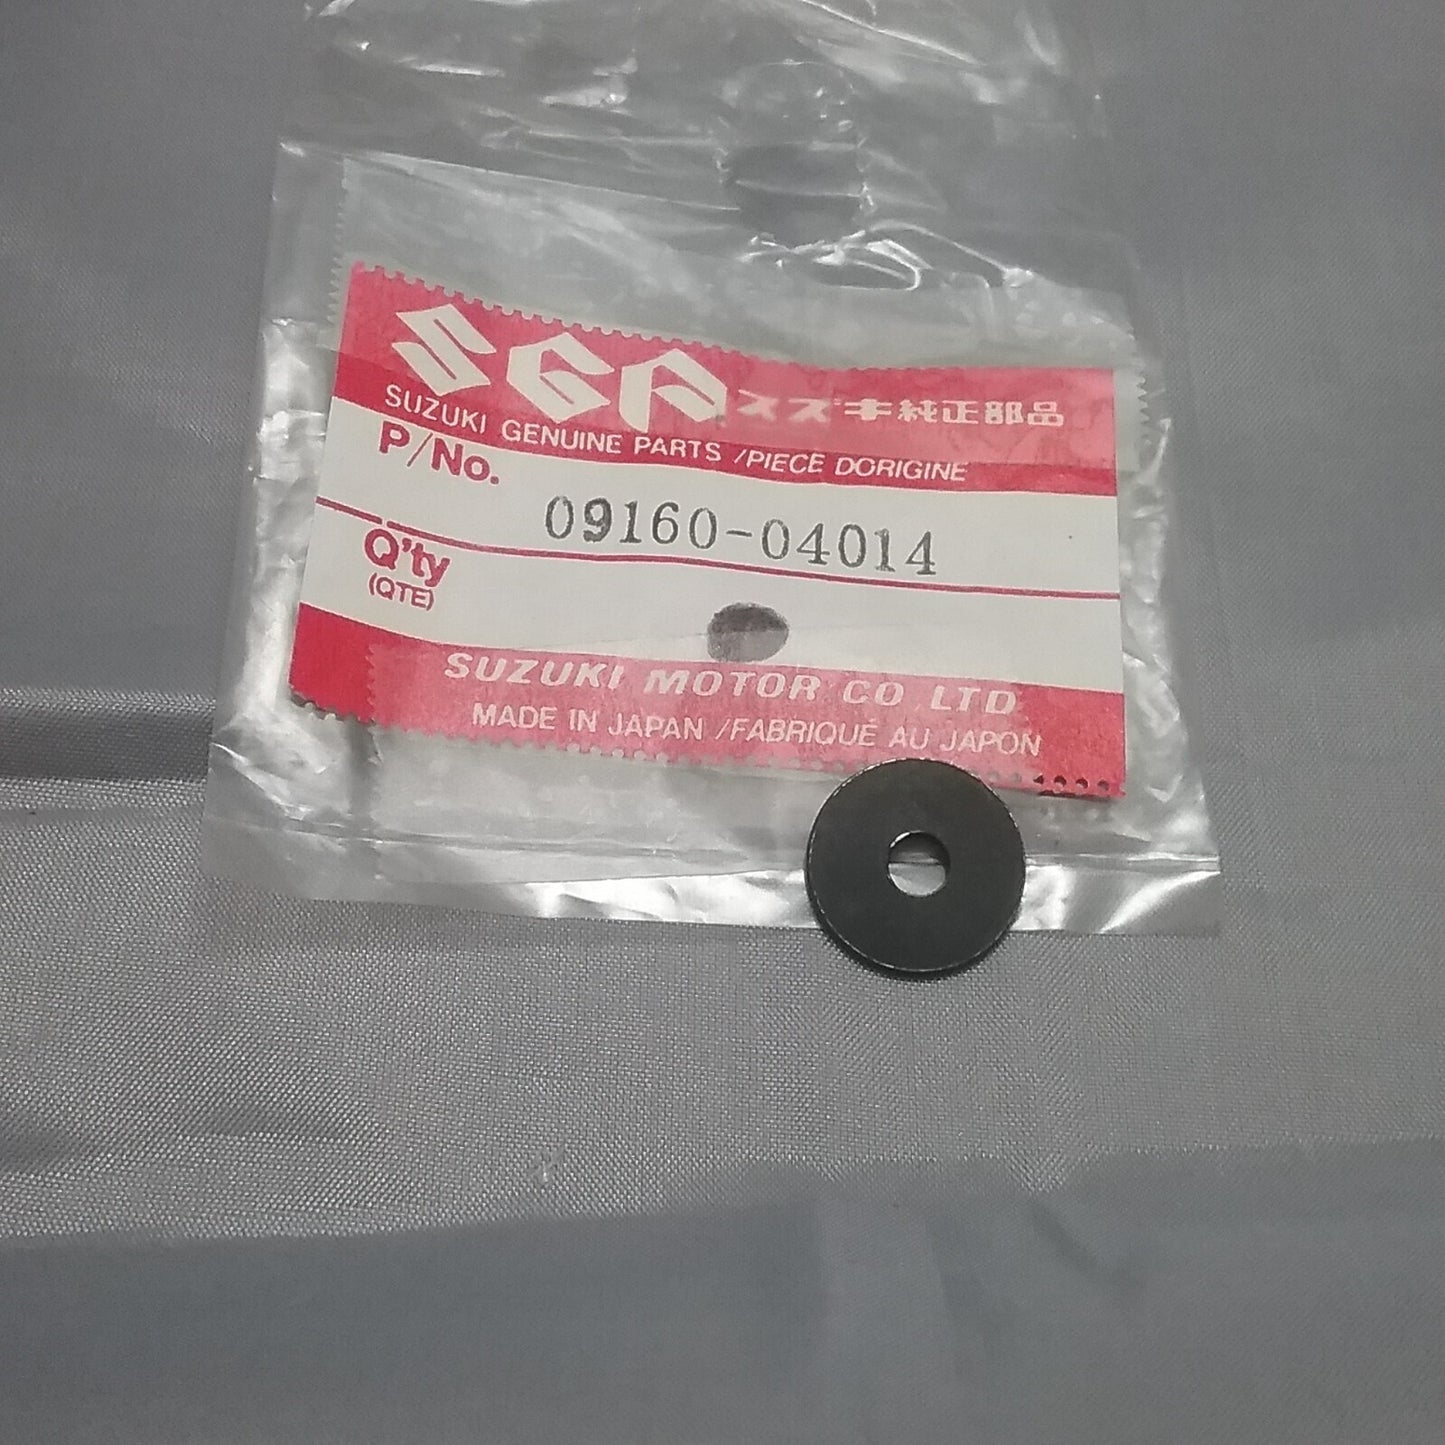 SGP スズキ純正部品
SUZUKI GENUINE PARTS /PIECE DORIGINE
P/No. 09160-04014
Q'ty
(QTE)
SUZUKI MOTOR CO LTD
MADE IN JAPAN /FABRIQUÉ AU JAPON